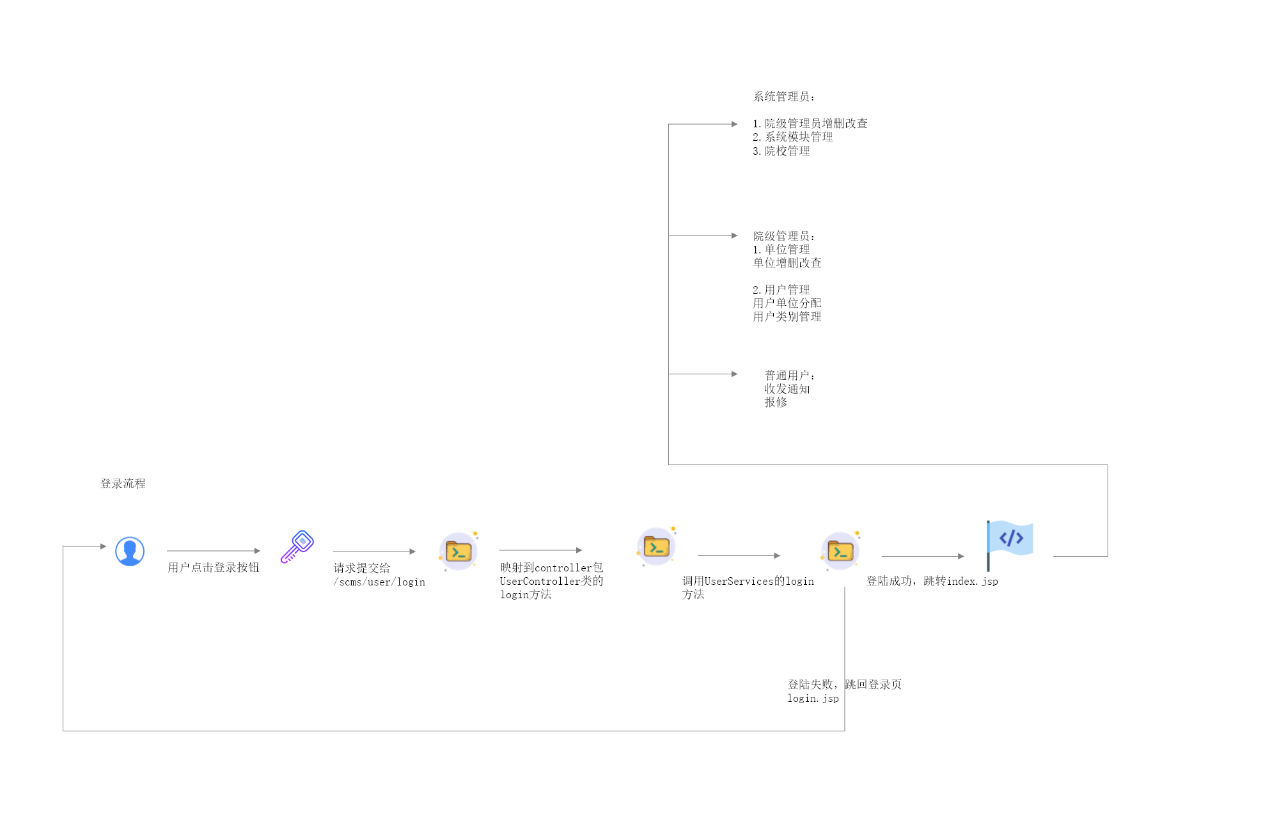 系统管理员：
1. 院级管理员增删改查
2. 系统模块管理
3. 院校管理
院级管理员：
1. 单位管理
单位增删改查
2. 用户管理
用户单位分配
用户类别管理
普通用户：
收发通知
报修
登录流程
用户点击登录按钮
请求提交给
/scms/user/login
映射到controller包
UserController类的
login方法
调用UserServices的login
方法
登陆成功，跳转index.jsp
登陆失败，跳回登录页
login.jsp